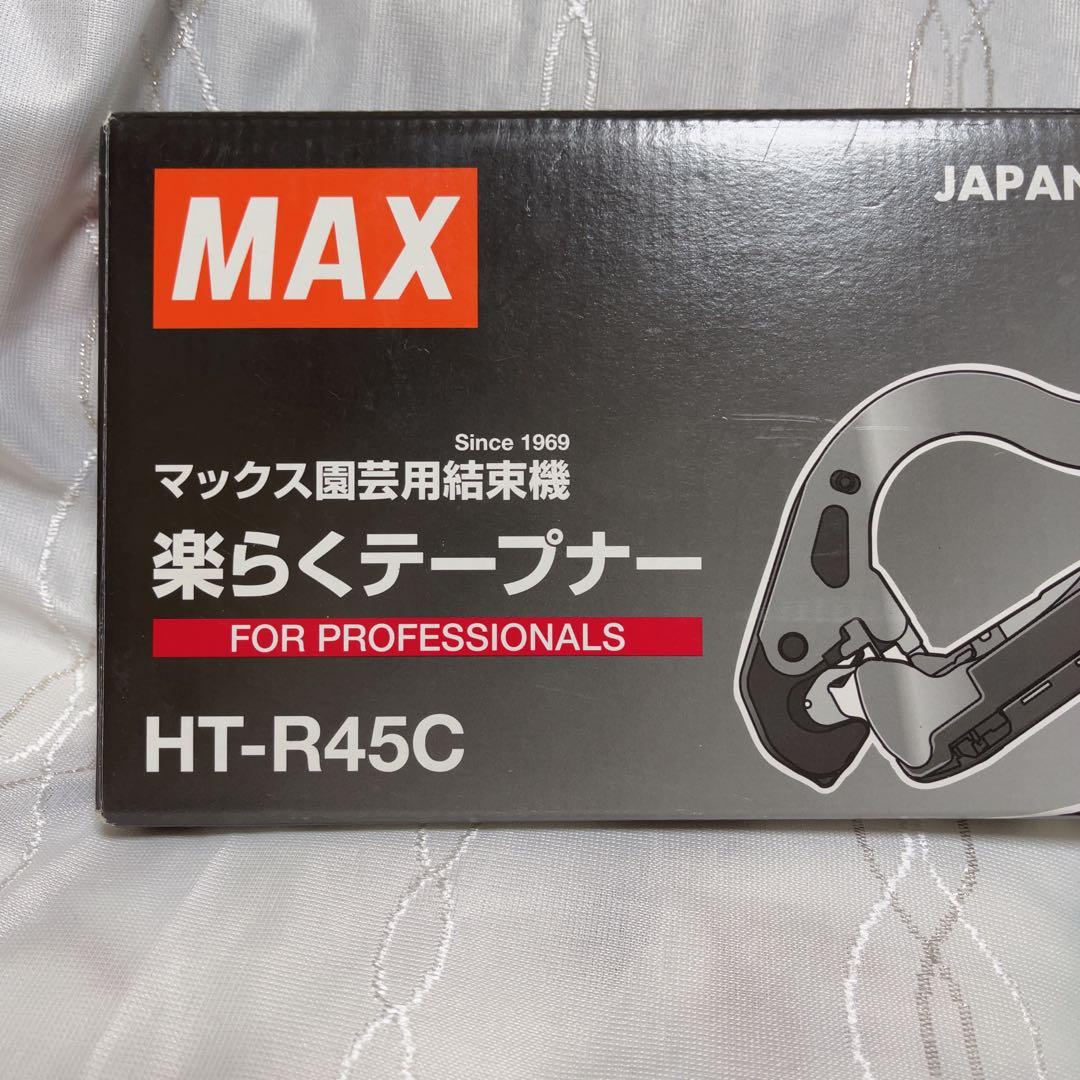 MAX
JAPAN
Since 1969
マックス園芸用結束機
楽らくテープナー
FOR PROFESSIONALS
HT-R45C